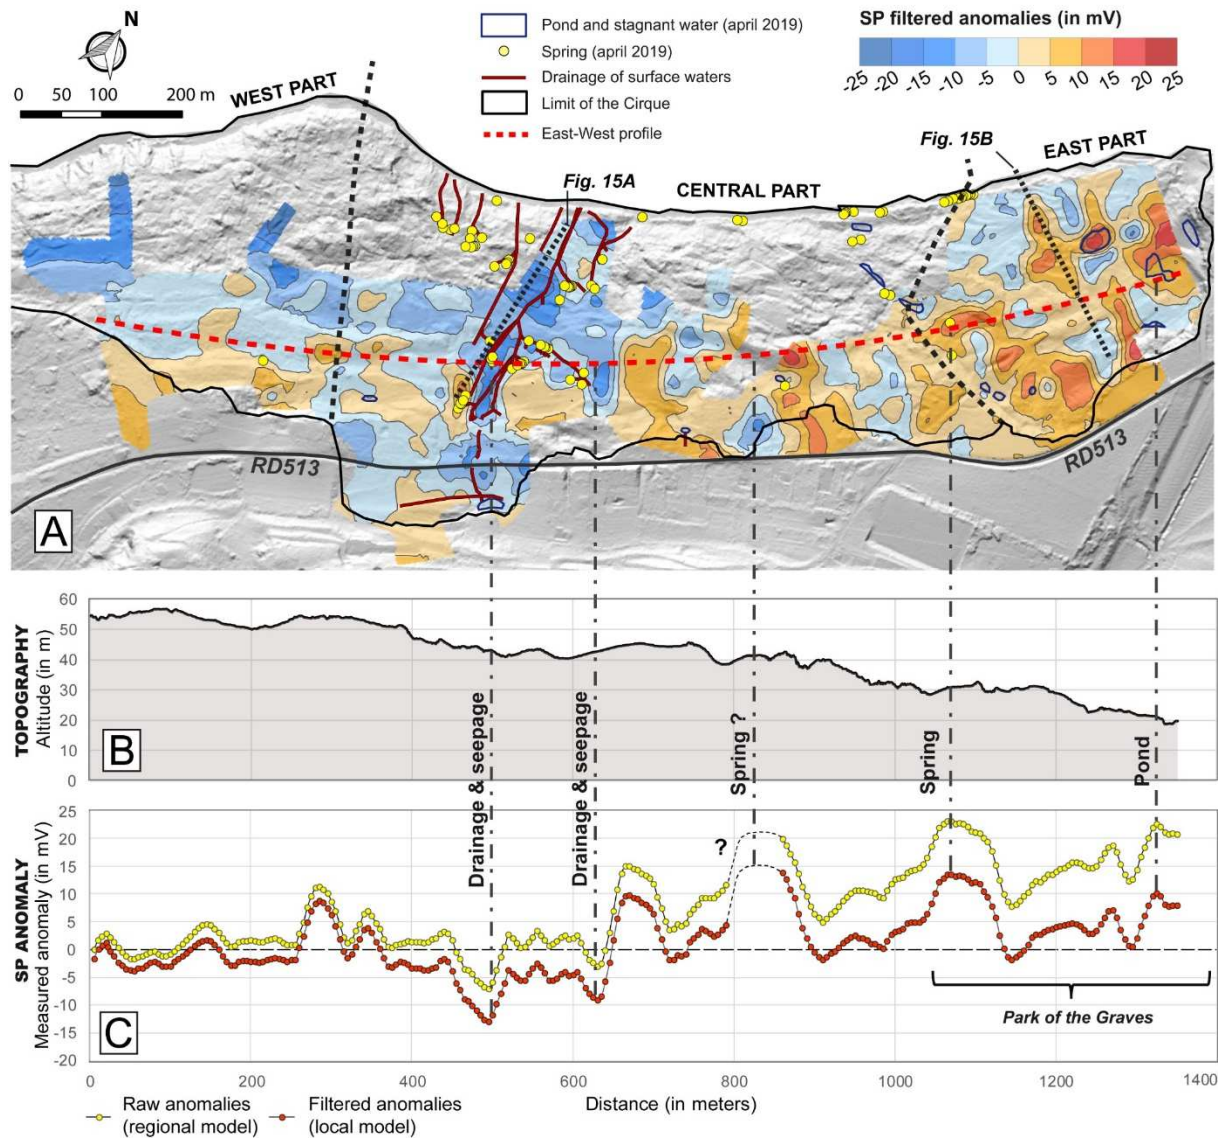 N
0 50 100 200 m
Pond and stagnant water (april 2019)
Spring (april 2019)
Drainage of surface waters
Limit of the Cirque
East-West profile
SP filtered anomalies (in mV)
-25 -20 -15 -10 -5 0 5 10 15 20 25
WEST PART
Fig. 15A
CENTRAL PART
Fig. 15B
EAST PART
RD513
RD513
A
TOPOGRAPHY
Altitude (in m)
60
50
40
30
20
10
0
B
Drainage & seepage
Drainage & seepage
Spring ?
Spring
Pond
SP ANOMALY
Measured anomaly (in mV)
25
20
15
10
5
0
-5
-10
-15
-20
?
C
Park of the Graves
0 200 400 600 800 1000 1200 1400
Distance (in meters)
Raw anomalies
(regional model)
Filtered anomalies
(local model)